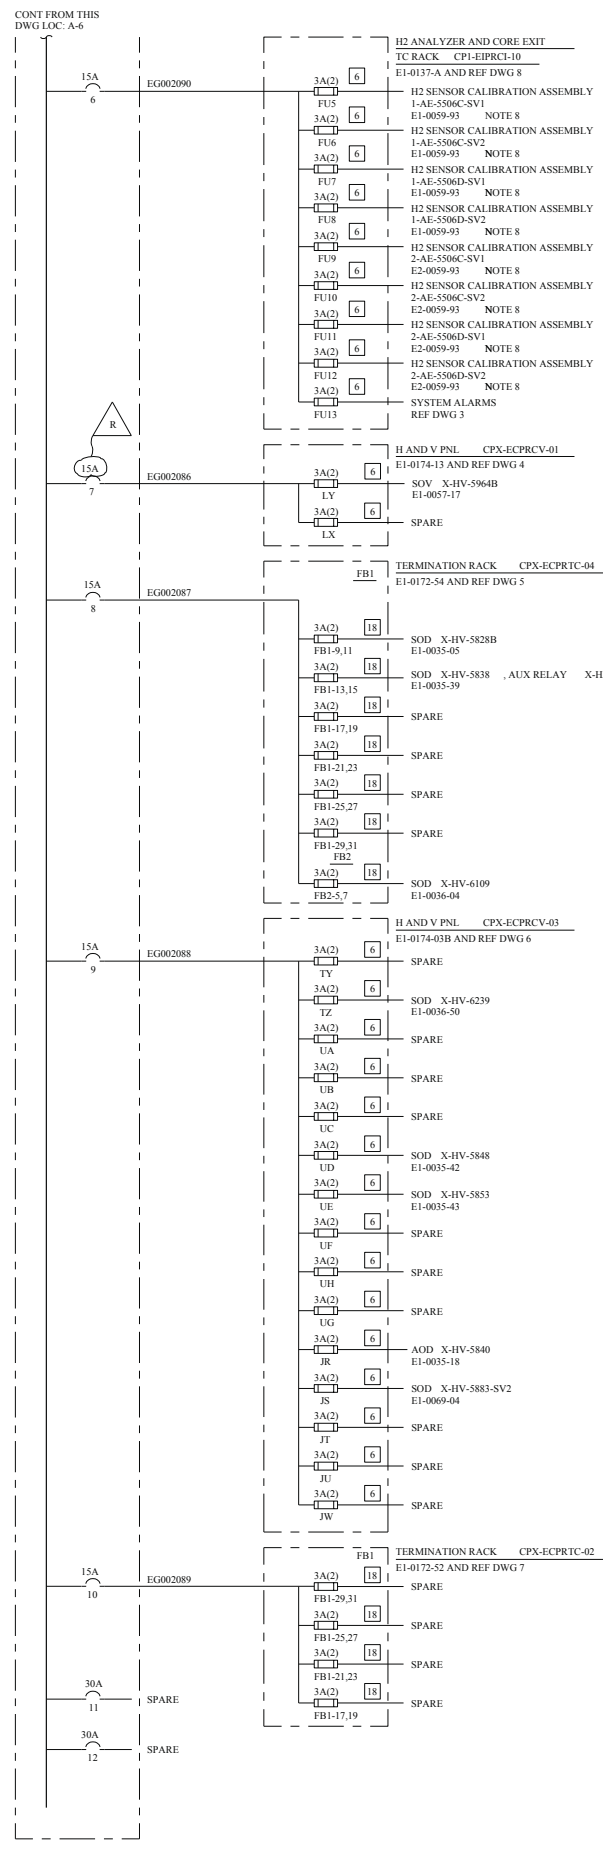 CONT FROM THIS
DWG LOC: A-6
H2 ANALYZER AND CORE EXIT
TC RACK CP1-EIPRCI-10
E1-0137-A AND REF DWG 8
15A
6
EG002090
3A(2) 6
FU5
H2 SENSOR CALIBRATION ASSEMBLY
1-AE-5506C-SV1
E1-0059-93 NOTE 8
3A(2) 6
FU6
H2 SENSOR CALIBRATION ASSEMBLY
1-AE-5506C-SV2
E1-0059-93 NOTE 8
3A(2) 6
FU7
H2 SENSOR CALIBRATION ASSEMBLY
1-AE-5506D-SV1
E1-0059-93 NOTE 8
3A(2) 6
FU8
H2 SENSOR CALIBRATION ASSEMBLY
1-AE-5506D-SV2
E1-0059-93 NOTE 8
3A(2) 6
FU9
H2 SENSOR CALIBRATION ASSEMBLY
2-AE-5506C-SV1
E2-0059-93 NOTE 8
3A(2) 6
FU10
H2 SENSOR CALIBRATION ASSEMBLY
2-AE-5506C-SV2
E2-0059-93 NOTE 8
3A(2) 6
FU11
H2 SENSOR CALIBRATION ASSEMBLY
2-AE-5506D-SV1
E2-0059-93 NOTE 8
3A(2) 6
FU12
H2 SENSOR CALIBRATION ASSEMBLY
2-AE-5506D-SV2
E2-0059-93 NOTE 8
3A(2) 6
FU13
SYSTEM ALARMS
REF DWG 3
R
H AND V PNL CPX-ECPRCV-01
E1-0174-13 AND REF DWG 4
15A
7
EG002086
3A(2) 6
LY
SOV X-HV-5964B
E1-0057-17
3A(2) 6
LX
SPARE
TERMINATION RACK CPX-ECPRTC-04
E1-0172-54 AND REF DWG 5
FB1
15A
8
EG002087
3A(2) 18
FB1-9,11
SOD X-HV-5828B
E1-0035-05
3A(2) 18
FB1-13,15
SOD X-HV-5838 , AUX RELAY X-H
E1-0035-39
3A(2) 18
FB1-17,19
SPARE
3A(2) 18
FB1-21,23
SPARE
3A(2) 18
FB1-25,27
SPARE
3A(2) 18
FB1-29,31
SPARE
FB2
3A(2) 18
FB2-5,7
SOD X-HV-6109
E1-0036-04
H AND V PNL CPX-ECPRCV-03
E1-0174-03B AND REF DWG 6
15A
9
EG002088
3A(2) 6
TY
SPARE
3A(2) 6
TZ
SOD X-HV-6239
E1-0036-50
3A(2) 6
UA
SPARE
3A(2) 6
UB
SPARE
3A(2) 6
UC
SPARE
3A(2) 6
UD
SOD X-HV-5848
E1-0035-42
3A(2) 6
UE
SOD X-HV-5853
E1-0035-43
3A(2) 6
UF
SPARE
3A(2) 6
UH
SPARE
3A(2) 6
UG
SPARE
3A(2) 6
JR
AOD X-HV-5840
E1-0035-18
3A(2) 6
JS
SOD X-HV-5883-SV2
E1-0069-04
3A(2) 6
JT
SPARE
3A(2) 6
JU
SPARE
3A(2) 6
JW
SPARE
TERMINATION RACK CPX-ECPRTC-02
E1-0172-52 AND REF DWG 7
FB1
15A
10
EG002089
3A(2) 18
FB1-29,31
SPARE
3A(2) 18
FB1-25,27
SPARE
3A(2) 18
FB1-21,23
SPARE
3A(2) 18
FB1-17,19
SPARE
30A
11
SPARE
30A
12
SPARE